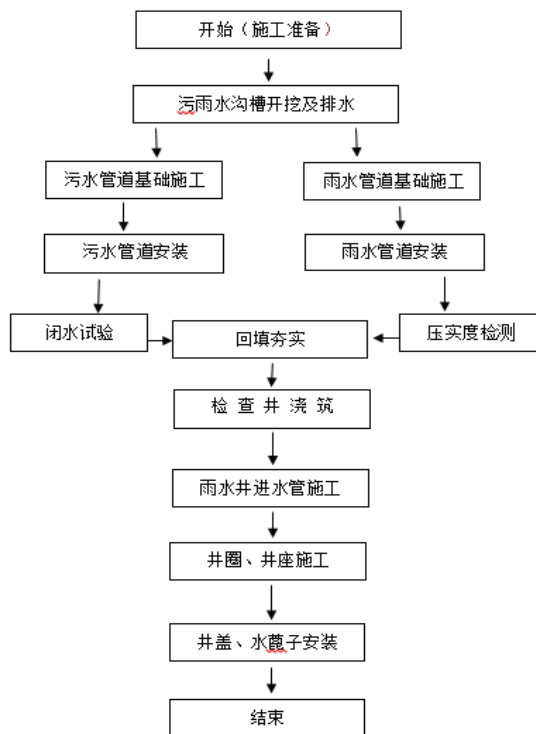 开始（施工准备）
污雨水沟槽开挖及排水
污水管道基础施工
雨水管道基础施工
污水管道安装
雨水管道安装
闭水试验
回填夯实
压实度检测
检 查 井 浇 筑
雨水井进水管施工
井圈、井座施工
井盖、水蓖子安装
结束